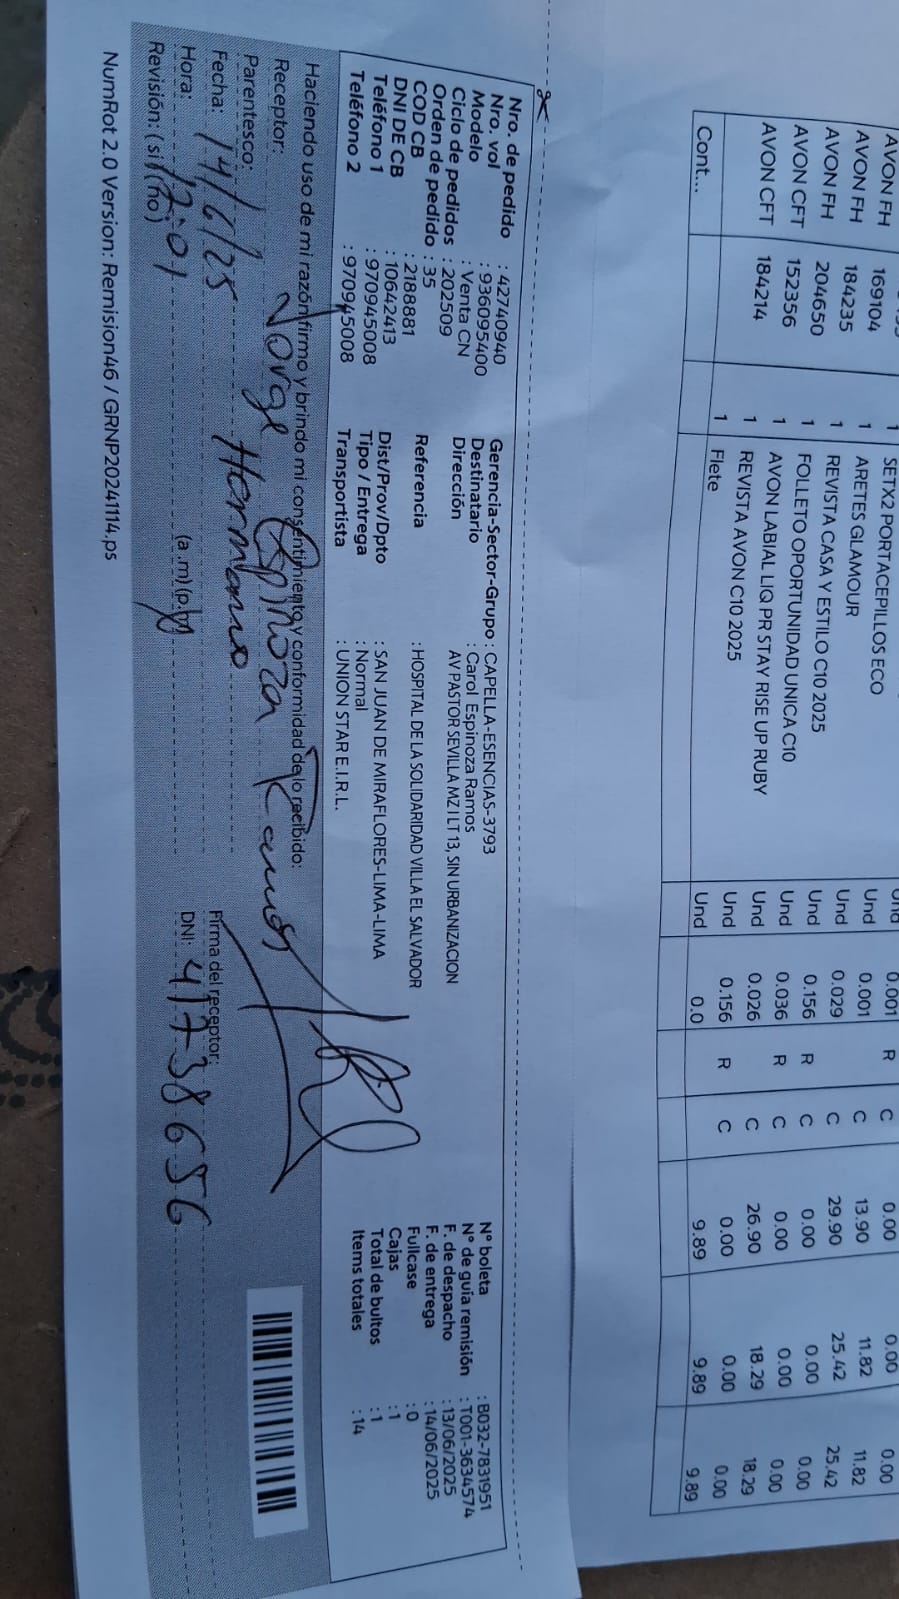 AVON FH 169104 1 SETX2 PORTACEPILLOS ECO Und 0.001 R C 0.00 0.00 0.00
AVON FH 184235 1 ARETES GLAMOUR Und 0.001 C 13.90 11.82 11.82
AVON FH 204650 1 REVISTA CASA Y ESTILO C10 2025 Und 0.029 C 29.90 25.42 25.42
AVON CFT 152356 1 FOLLETO OPORTUNIDAD UNICA C10 Und 0.156 R C 0.00 0.00 0.00
AVON CFT 184214 1 AVON LABIAL LIQ PR STAY RISE UP RUBY Und 0.036 R C 0.00 0.00 0.00
1 REVISTA AVON C10 2025 Und 0.026 C 26.90 18.29 18.29
1 Flete Und 0.156 R C 0.00 0.00 0.00
Cont... Und 0.0 9.89 9.89 9.89
Nro. de pedido : 42740940 Gerencia-Sector-Grupo : CAPELLA-ESENCIAS-3793 N° boleta : B032-7831951
Nro. vol : 936095400 Destinatario : Carol Espinoza Ramos N° de guía remisión : T001-3634574
Modelo : Venta CN Dirección AV PASTOR SEVILLA MZ I LT 13, SIN URBANIZACION F. de despacho : 13/06/2025
Ciclo de pedidos : 202509 F. de entrega : 14/06/2025
Orden de pedido : 35 Referencia : HOSPITAL DE LA SOLIDARIDAD VILLA EL SALVADOR Fullcase : 0
COD CB : 2188881 Cajas : 1
DNI DE CB : 10642413 Dist/Prov/Dpto : SAN JUAN DE MIRAFLORES-LIMA-LIMA Total de bultos : 1
Teléfono 1 : 970945008 Tipo / Entrega : Normal Items totales : 14
Teléfono 2 : 970945008 Transportista : UNION STAR E.I.R.L.
Haciendo uso de mi razón firmo y brindo mi consentimiento y conformidad de lo recibido:
Receptor: Jorge Espinoza Ramos
Parentesco: Hermano
Fecha: 14/6/25 Firma del receptor:
Hora: 12:01 (a.m)(p.m) DNI: 41738656
Revisión: (si) (no)
NumRot 2.0 Version: Remision46 / GRNP20241114.ps